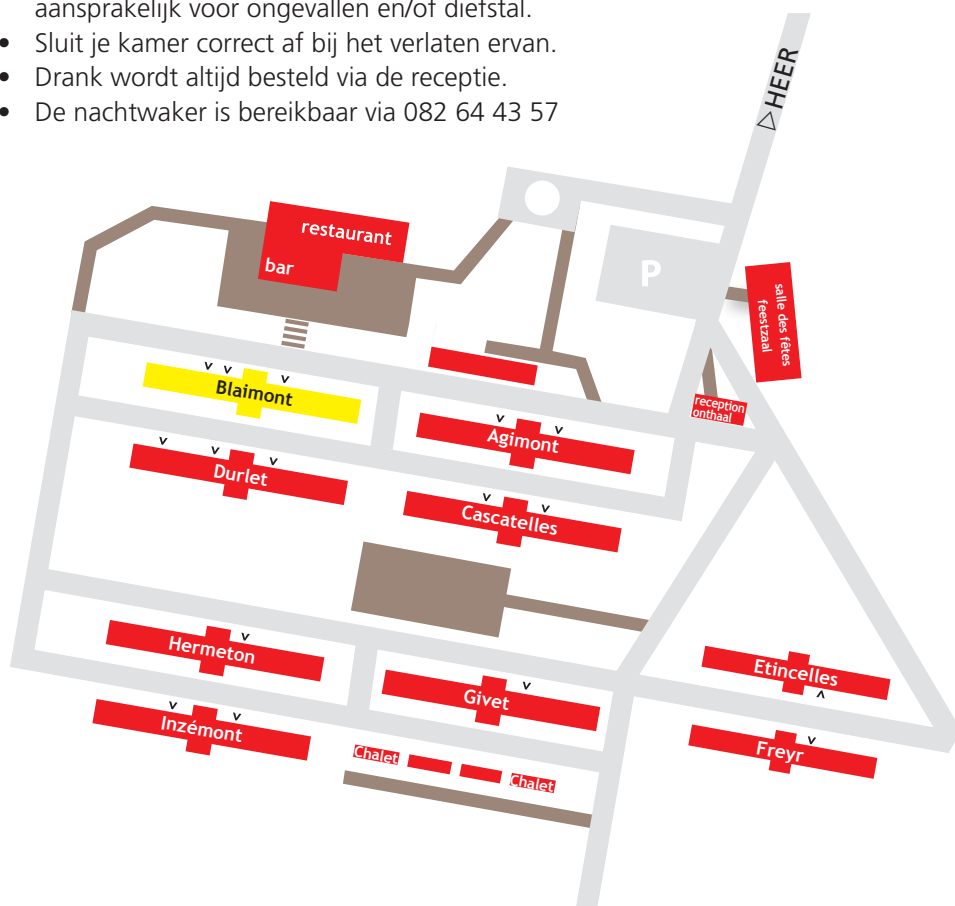 aansprakelijk voor ongevallen en/of diefstal.
• Sluit je kamer correct af bij het verlaten ervan.
• Drank wordt altijd besteld via de receptie.
• De nachtwaker is bereikbaar via 082 64 43 57
▷HEER
restaurant
bar
P
salle des fêtes
feestzaal
Blaimont
reception
onthaal
Agimont
Durlet
Cascatelles
Hermeton
Etincelles
Givet
Inzémont
Freyr
Chalet
Chalet